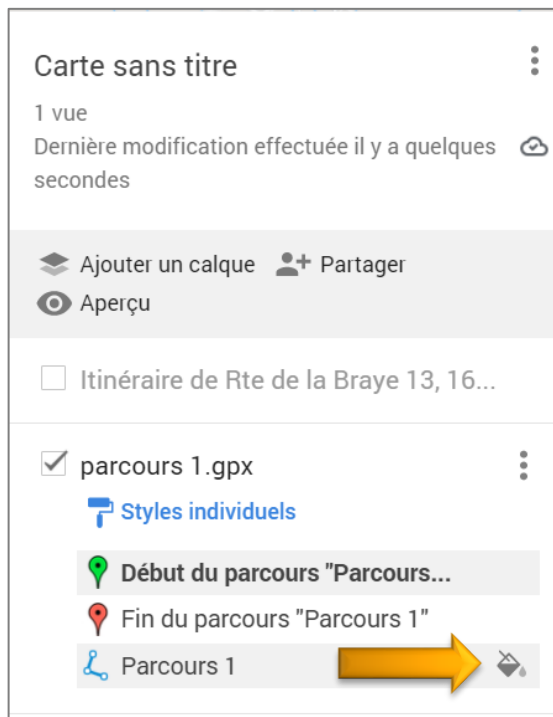 Carte sans titre
1 vue
Dernière modification effectuée il y a quelques
secondes
Ajouter un calque Partager
Aperçu
Itinéraire de Rte de la Braye 13, 16...
parcours 1.gpx
Styles individuels
Début du parcours "Parcours...
Fin du parcours "Parcours 1"
Parcours 1